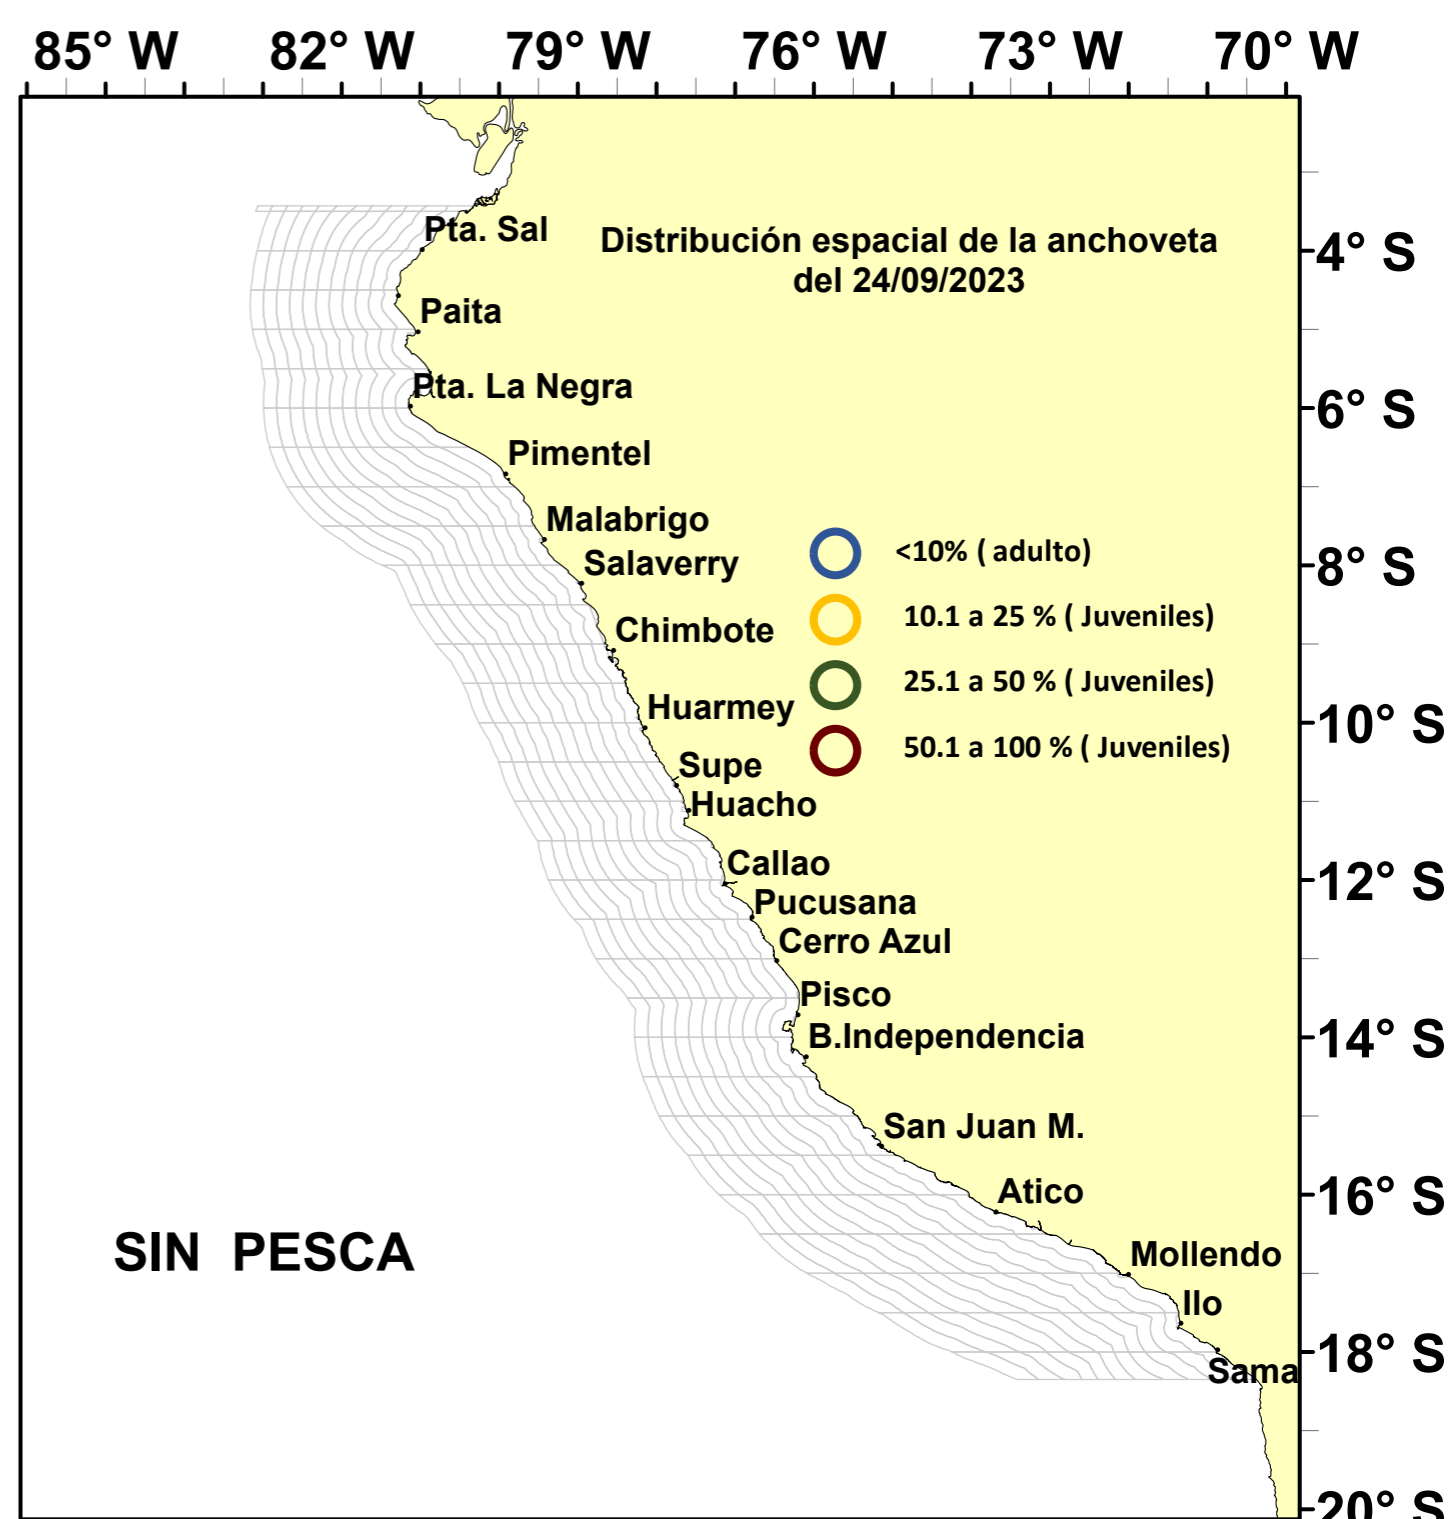 85° W 82° W 79° W 76° W 73° W 70° W
Pta. Sal
Distribución espacial de la anchoveta
del 24/09/2023
4° S
Paita
Pta. La Negra
6° S
Pimentel
Malabrigo
Salaverry
<10% ( adulto)
8° S
Chimbote
10.1 a 25 % ( Juveniles)
25.1 a 50 % ( Juveniles)
Huarmey
10° S
50.1 a 100 % ( Juveniles)
Supe
Huacho
Callao
12° S
Pucusana
Cerro Azul
Pisco
B.Independencia
14° S
San Juan M.
Atico
16° S
SIN PESCA
Mollendo
Ilo
18° S
Sama
20° S